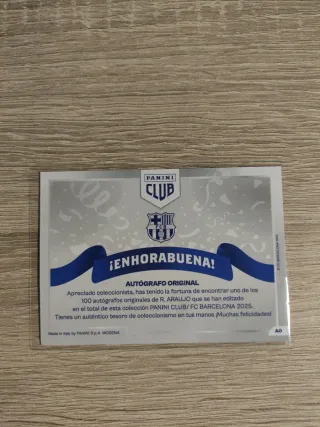 PANINI
CLUB
FCB
¡ENHORABUENA!
AUTÓGRAFO ORIGINAL
Apreciado coleccionista, has tenido la fortuna de encontrar uno de los
100 autógrafos originales de R. ARAUJO que se han editado
en el total de esta colección PANINI CLUB/ FC BARCELONA 2025.
Tienes un auténtico tesoro de coleccionismo en tus manos ¡Muchas felicidades!
Made in Italy by PANINI S.p.A. MODENA